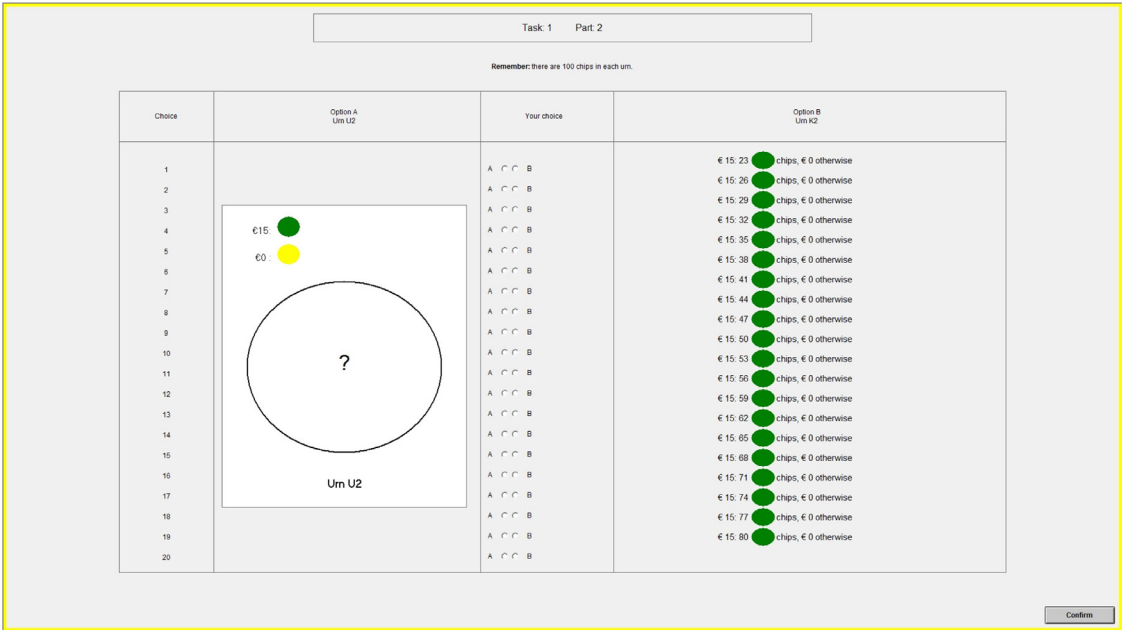 Task: 1 Part: 2
Remember: there are 100 chips in each urn.
Choice
Option A
Urn U2
Your choice
Option B
Urn K2
1 A B € 15: 23 chips, € 0 otherwise
2 A B € 15: 26 chips, € 0 otherwise
3 A B € 15: 29 chips, € 0 otherwise
4 A B € 15: 32 chips, € 0 otherwise
5 A B € 15: 35 chips, € 0 otherwise
6 A B € 15: 38 chips, € 0 otherwise
7 A B € 15: 41 chips, € 0 otherwise
8 A B € 15: 44 chips, € 0 otherwise
9 A B € 15: 47 chips, € 0 otherwise
10 A B € 15: 50 chips, € 0 otherwise
11 A B € 15: 53 chips, € 0 otherwise
12 A B € 15: 56 chips, € 0 otherwise
13 A B € 15: 59 chips, € 0 otherwise
14 A B € 15: 62 chips, € 0 otherwise
15 A B € 15: 65 chips, € 0 otherwise
16 A B € 15: 68 chips, € 0 otherwise
17 A B € 15: 71 chips, € 0 otherwise
18 A B € 15: 74 chips, € 0 otherwise
19 A B € 15: 77 chips, € 0 otherwise
20 A B € 15: 80 chips, € 0 otherwise
€15:
€0 :
?
Urn U2
Confirm